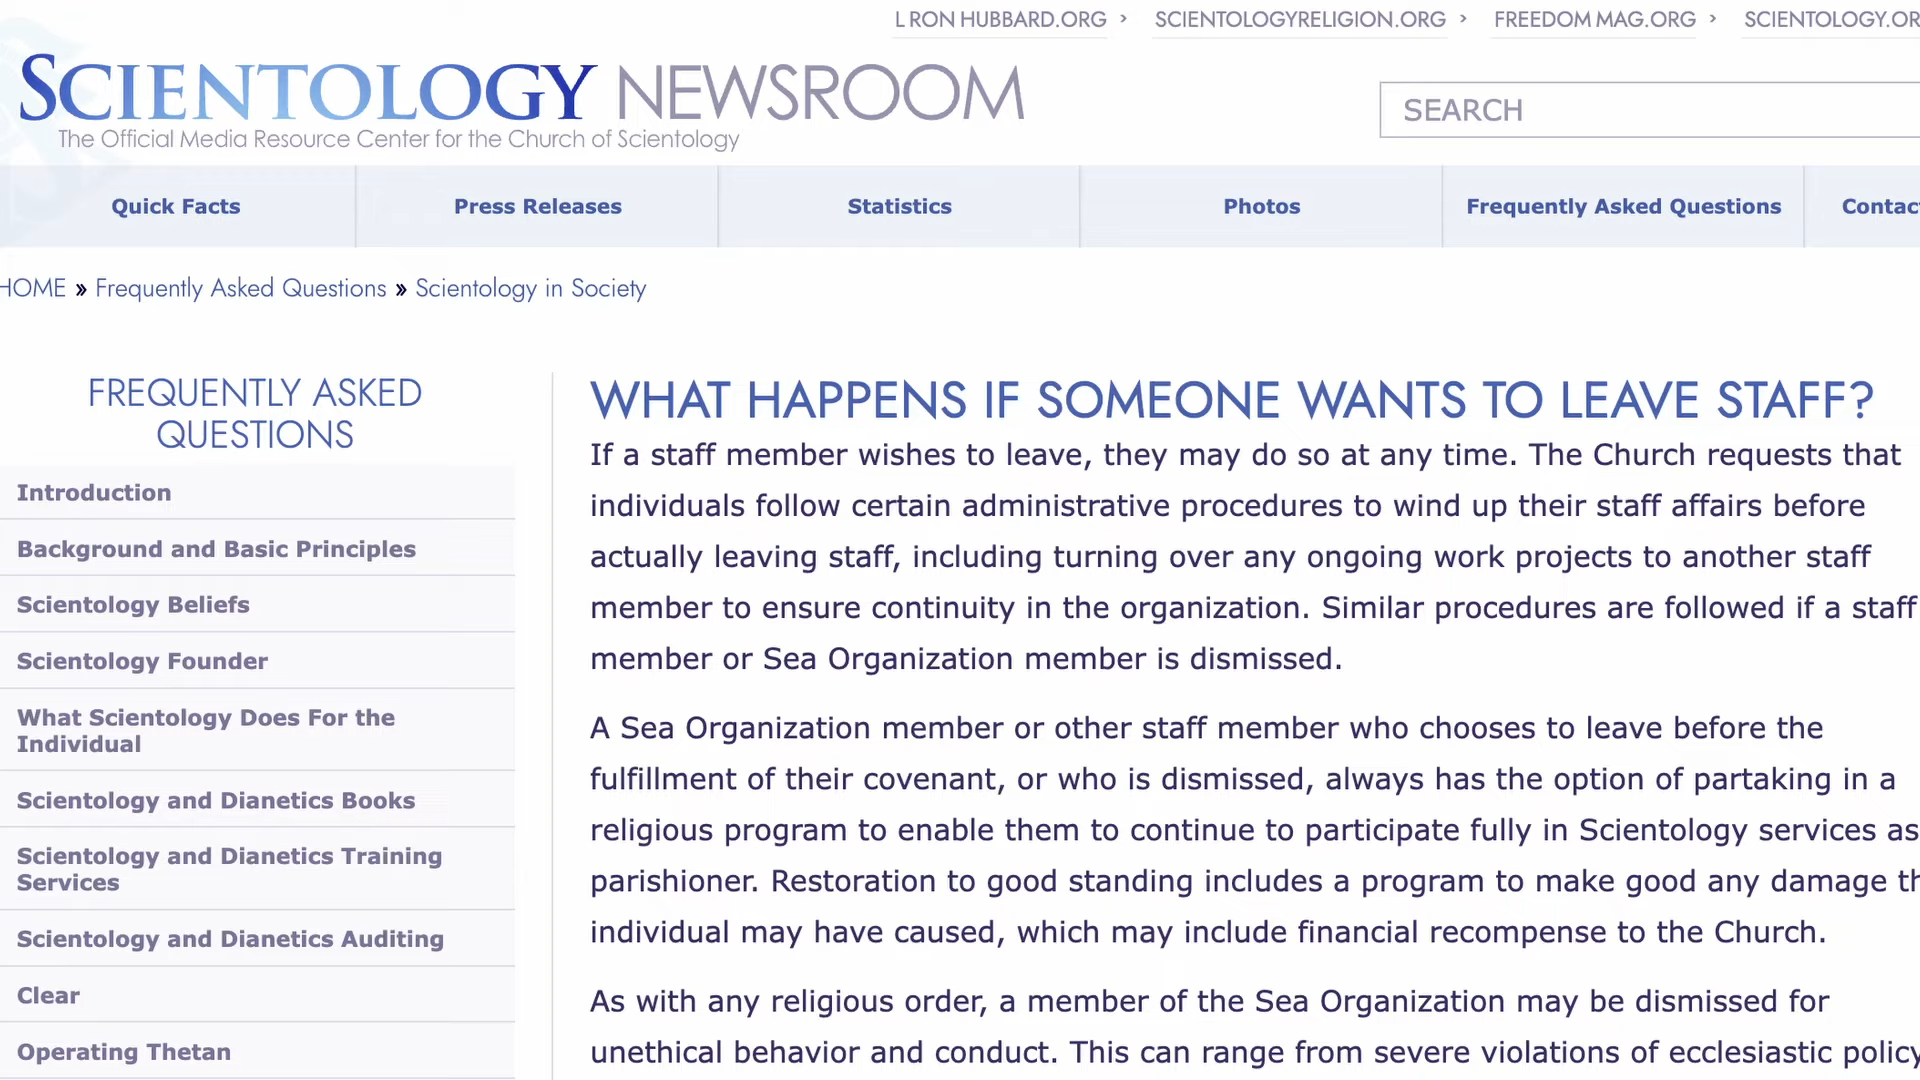 L RON HUBBARD.ORG › SCIENTOLOGYRELIGION.ORG › FREEDOM MAG.ORG › SCIENTOLOGY.OR
SCIENTOLOGY NEWSROOM
The Official Media Resource Center for the Church of Scientology
SEARCH
Quick Facts
Press Releases
Statistics
Photos
Frequently Asked Questions
Contac
HOME » Frequently Asked Questions » Scientology in Society
FREQUENTLY ASKED
QUESTIONS
Introduction
Background and Basic Principles
Scientology Beliefs
Scientology Founder
What Scientology Does For the
Individual
Scientology and Dianetics Books
Scientology and Dianetics Training
Services
Scientology and Dianetics Auditing
Clear
Operating Thetan
WHAT HAPPENS IF SOMEONE WANTS TO LEAVE STAFF?
If a staff member wishes to leave, they may do so at any time. The Church requests that
individuals follow certain administrative procedures to wind up their staff affairs before
actually leaving staff, including turning over any ongoing work projects to another staff
member to ensure continuity in the organization. Similar procedures are followed if a staff
member or Sea Organization member is dismissed.
A Sea Organization member or other staff member who chooses to leave before the
fulfillment of their covenant, or who is dismissed, always has the option of partaking in a
religious program to enable them to continue to participate fully in Scientology services as
parishioner. Restoration to good standing includes a program to make good any damage th
individual may have caused, which may include financial recompense to the Church.
As with any religious order, a member of the Sea Organization may be dismissed for
unethical behavior and conduct. This can range from severe violations of ecclesiastic policy